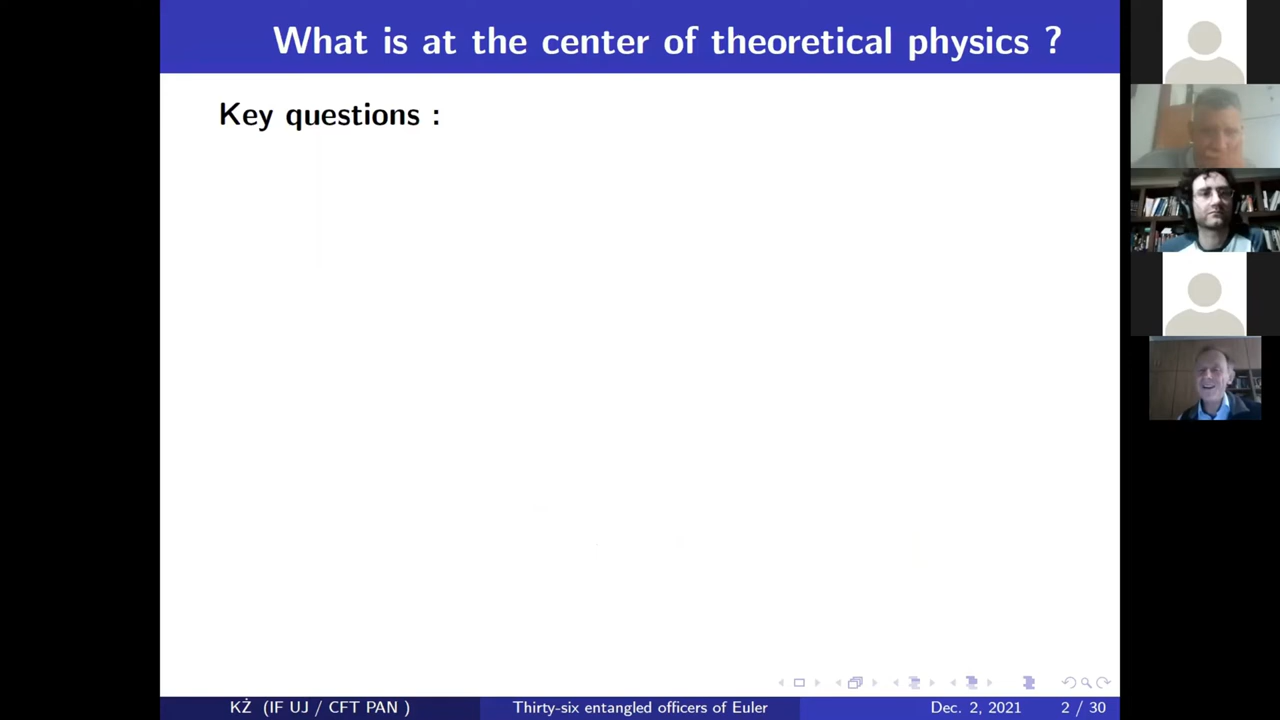 What is at the center of theoretical physics ?
Key questions :
KŻ (IF UJ / CFT PAN ) Thirty-six entangled officers of Euler Dec. 2, 2021 2 / 30